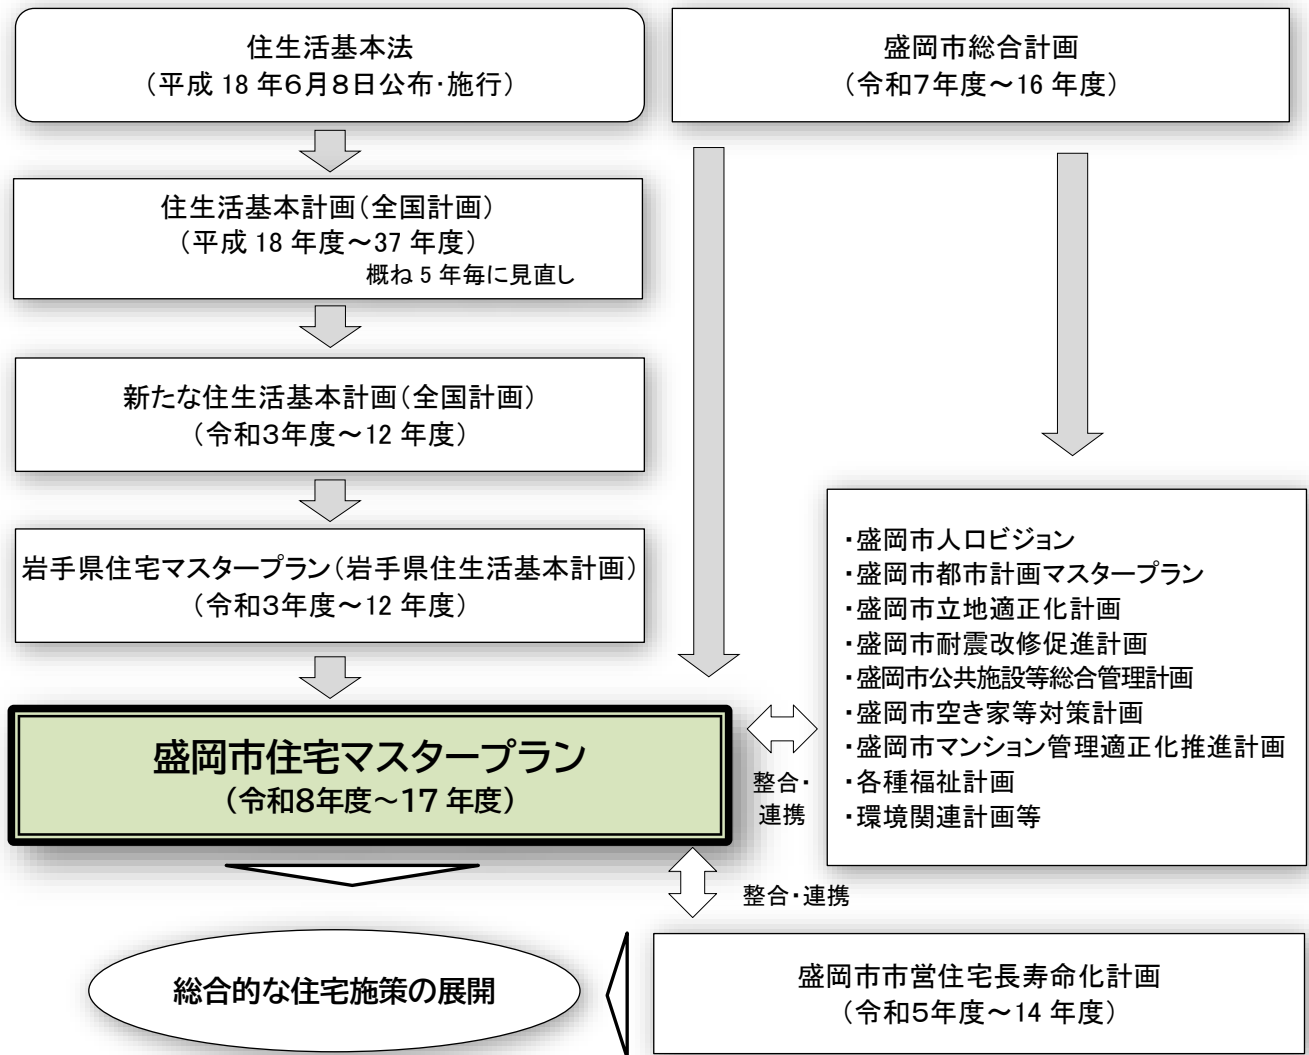 住生活基本法
（平成 18 年６月８日公布・施行）
盛岡市総合計画
（令和７年度～16 年度）
住生活基本計画（全国計画）
（平成 18 年度～37 年度）
概ね 5 年毎に見直し
新たな住生活基本計画（全国計画）
（令和３年度～12 年度）
岩手県住宅マスタープラン（岩手県住生活基本計画）
（令和３年度～12 年度）
・盛岡市人口ビジョン
・盛岡市都市計画マスタープラン
・盛岡市立地適正化計画
・盛岡市耐震改修促進計画
・盛岡市公共施設等総合管理計画
・盛岡市空き家等対策計画
・盛岡市マンション管理適正化推進計画
・各種福祉計画
・環境関連計画等
盛岡市住宅マスタープラン
（令和８年度～17 年度）
整合・
連携
整合・連携
総合的な住宅施策の展開
盛岡市市営住宅長寿命化計画
（令和５年度～14 年度）